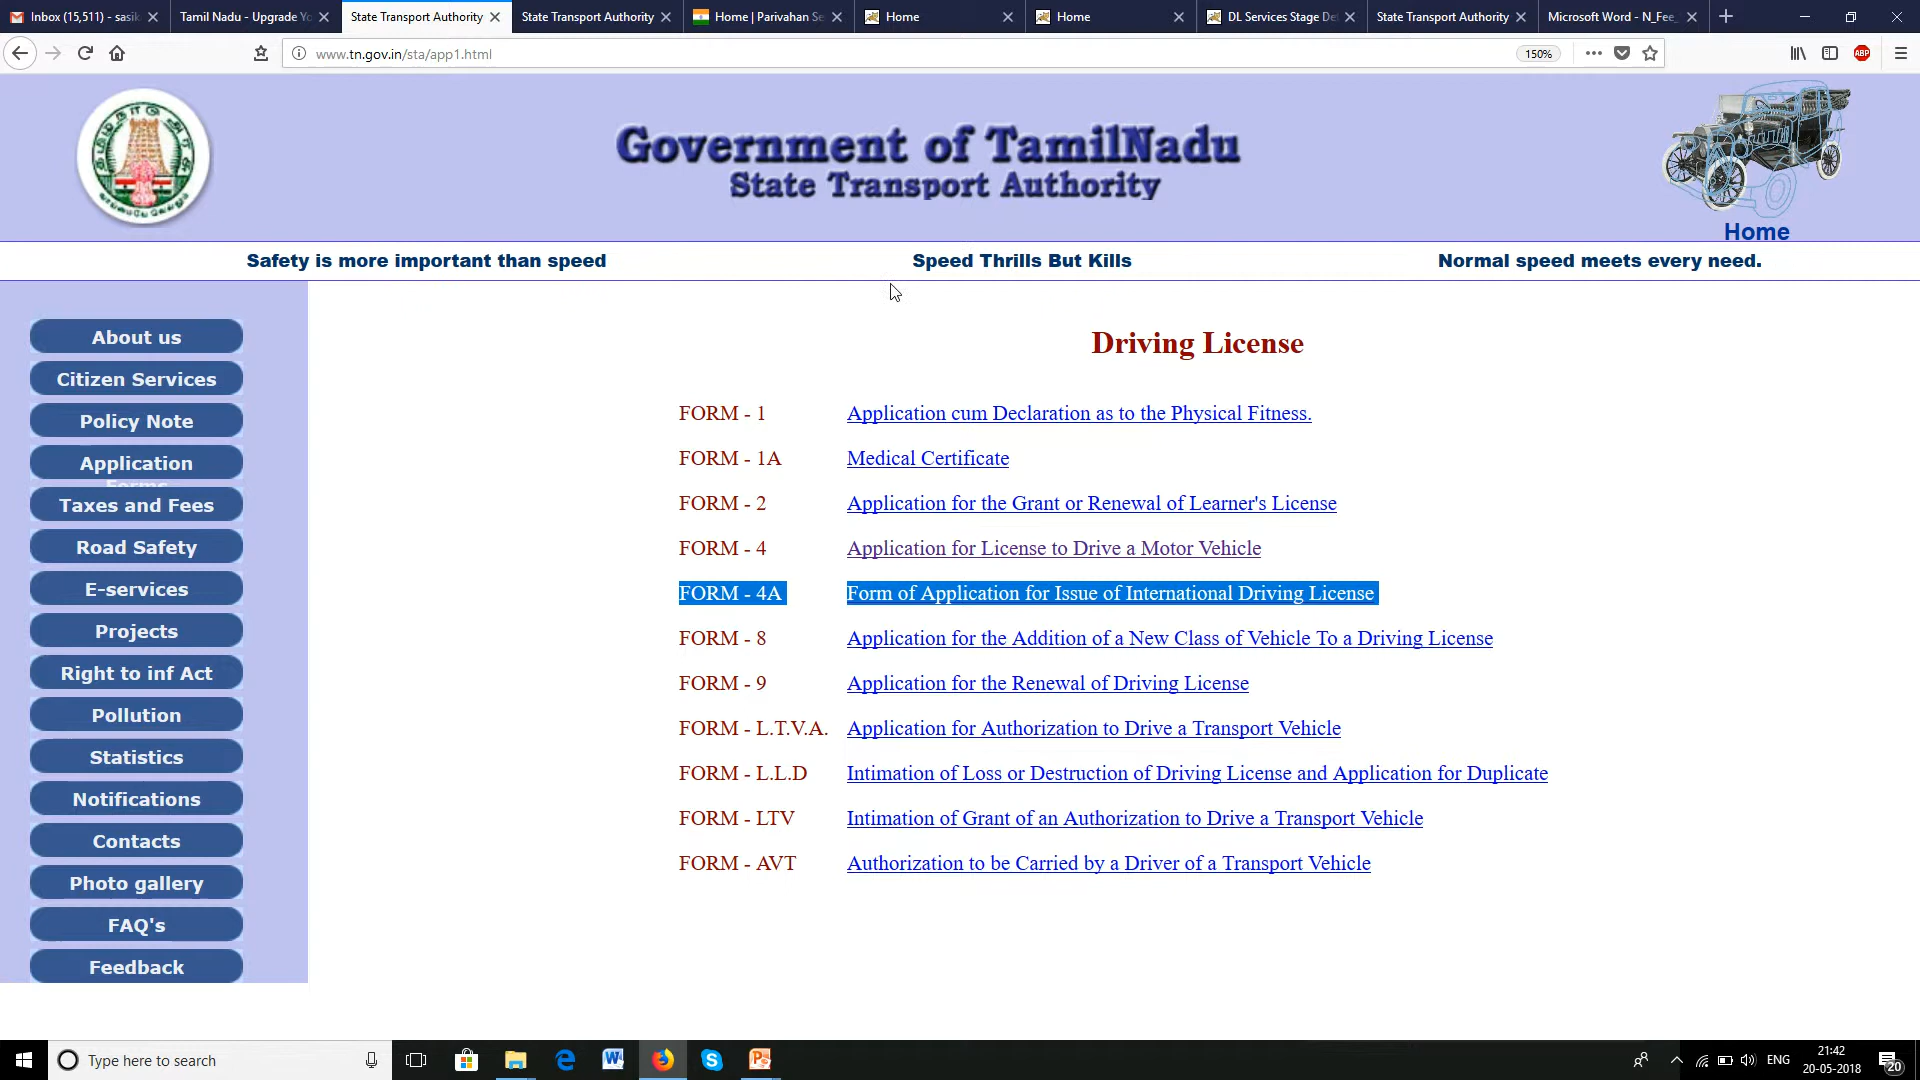 Inbox (15,511) - sasik
Tamil Nadu - Upgrade Yo
State Transport Authority
State Transport Authority
Home | Parivahan Se
Home
Home
DL Services Stage De
State Transport Authority
Microsoft Word - N_Fee_
www.tn.gov.in/sta/app1.html
150%
ABP
Government of TamilNadu
State Transport Authority
Home
Safety is more important than speed
Speed Thrills But Kills
Normal speed meets every need.
About us
Citizen Services
Policy Note
Application
Forms
Taxes and Fees
Road Safety
E-services
Projects
Right to inf Act
Pollution
Statistics
Notifications
Contacts
Photo gallery
FAQ's
Feedback
Driving License
FORM - 1 Application cum Declaration as to the Physical Fitness.
FORM - 1A Medical Certificate
FORM - 2 Application for the Grant or Renewal of Learner's License
FORM - 4 Application for License to Drive a Motor Vehicle
FORM - 4A Form of Application for Issue of International Driving License
FORM - 8 Application for the Addition of a New Class of Vehicle To a Driving License
FORM - 9 Application for the Renewal of Driving License
FORM - L.T.V.A. Application for Authorization to Drive a Transport Vehicle
FORM - L.L.D Intimation of Loss or Destruction of Driving License and Application for Duplicate
FORM - LTV Intimation of Grant of an Authorization to Drive a Transport Vehicle
FORM - AVT Authorization to be Carried by a Driver of a Transport Vehicle
Type here to search
ENG
21:42
20-05-2018
20